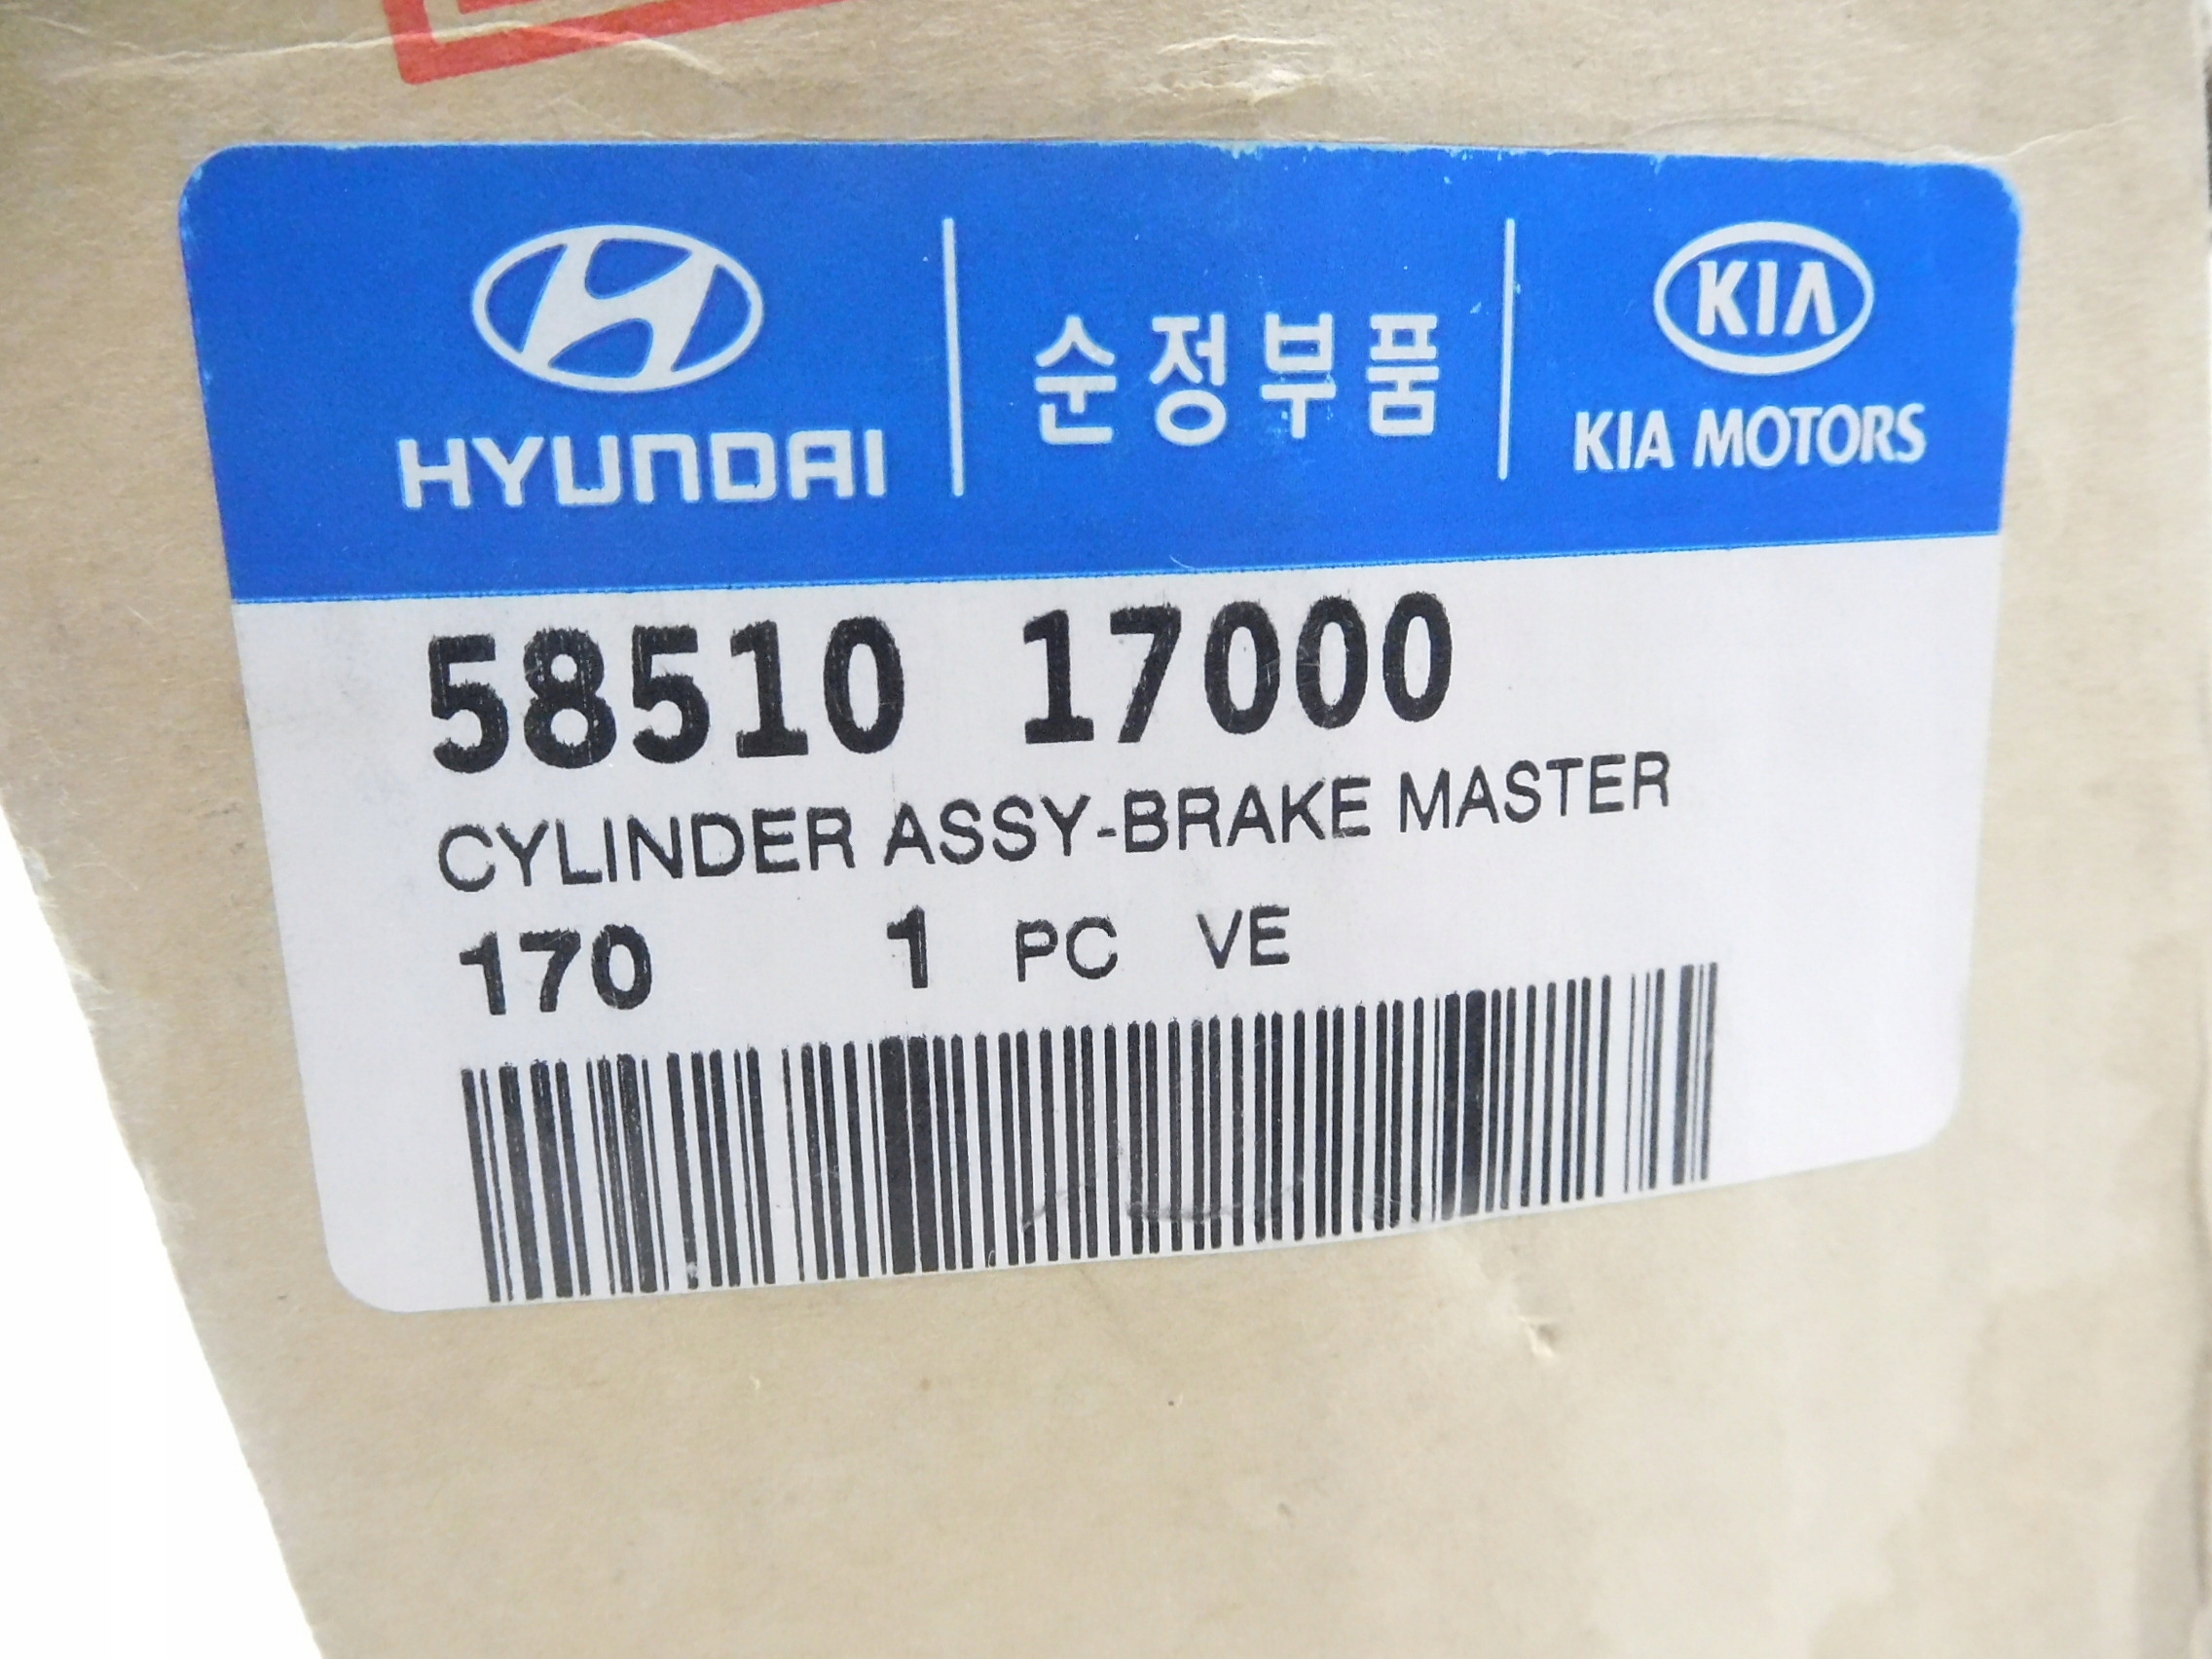 HYUNDAI
순정부품
KIA
KIA MOTORS
58510 17000
CYLINDER ASSY-BRAKE MASTER
170 1 PC VE